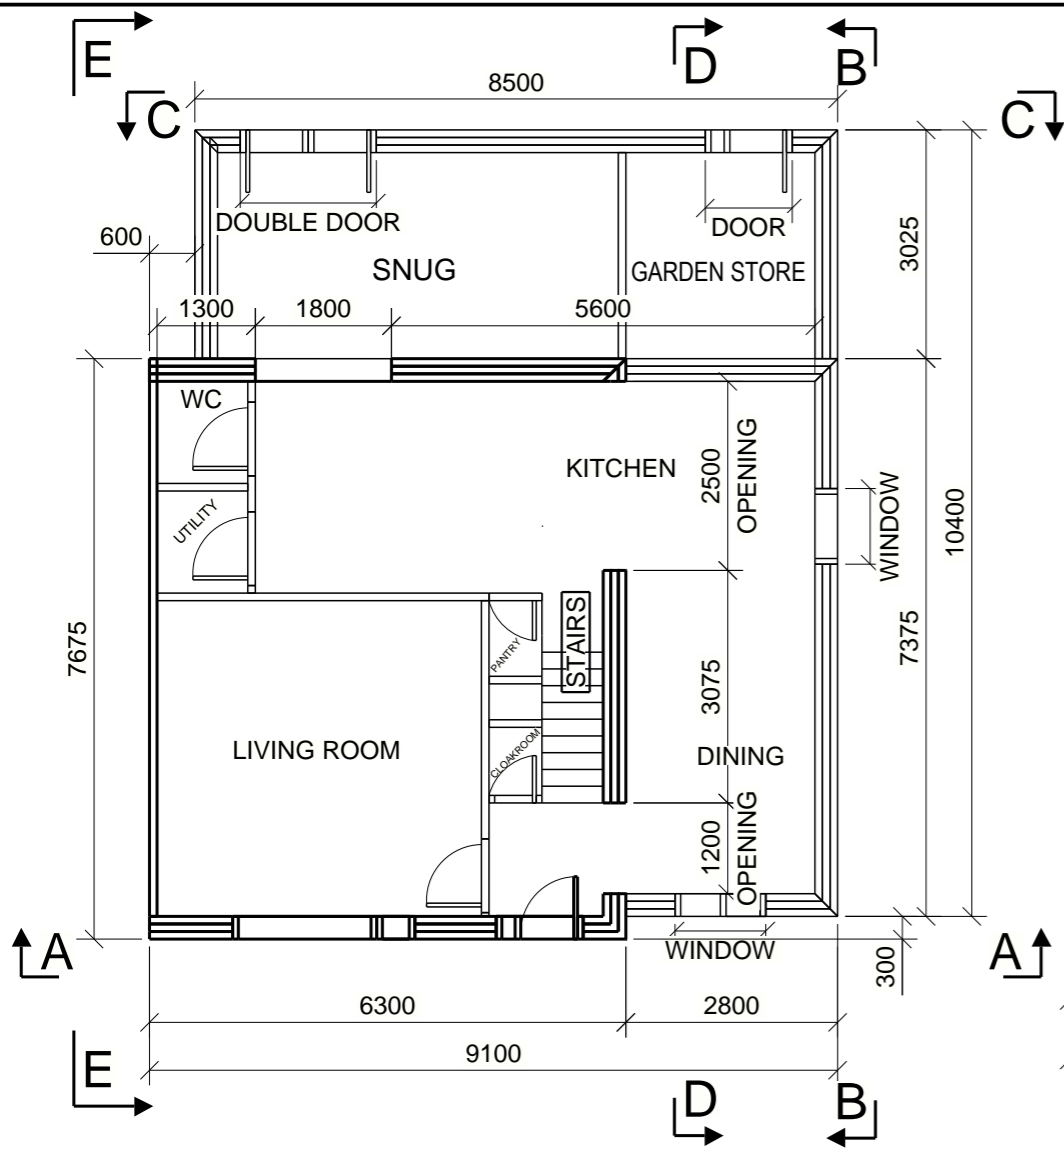 E
D
B
8500
C
C
DOUBLE DOOR
DOOR
600
SNUG
GARDEN STORE
3025
1300
1800
5600
WC
KITCHEN
2500
OPENING
UTILITY
WINDOW
10400
7675
STAIRS
PANTRY
7375
3075
LIVING ROOM
CLOAKROOM
DINING
1200
OPENING
A
WINDOW
A
300
6300
2800
9100
E
D
B